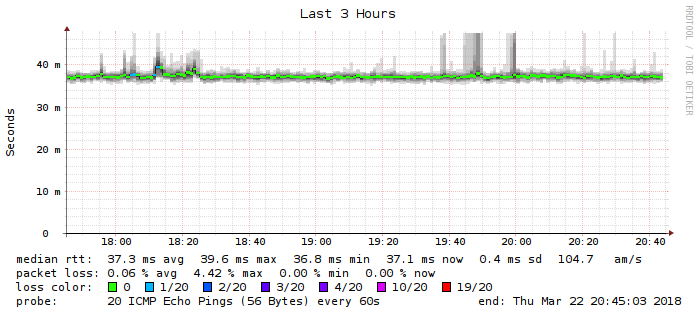 Last 3 Hours
RRDTOOL / TOBI OETIKER
Seconds
40 m
30 m
20 m
10 m
0
18:00 18:20 18:40 19:00 19:20 19:40 20:00 20:20 20:40
median rtt: 37.3 ms avg 39.6 ms max 36.8 ms min 37.1 ms now 0.4 ms sd 104.7 am/s
packet loss: 0.06 % avg 4.42 % max 0.00 % min 0.00 % now
loss color: 0 1/20 2/20 3/20 4/20 10/20 19/20
probe: 20 ICMP Echo Pings (56 Bytes) every 60s end: Thu Mar 22 20:45:03 2018